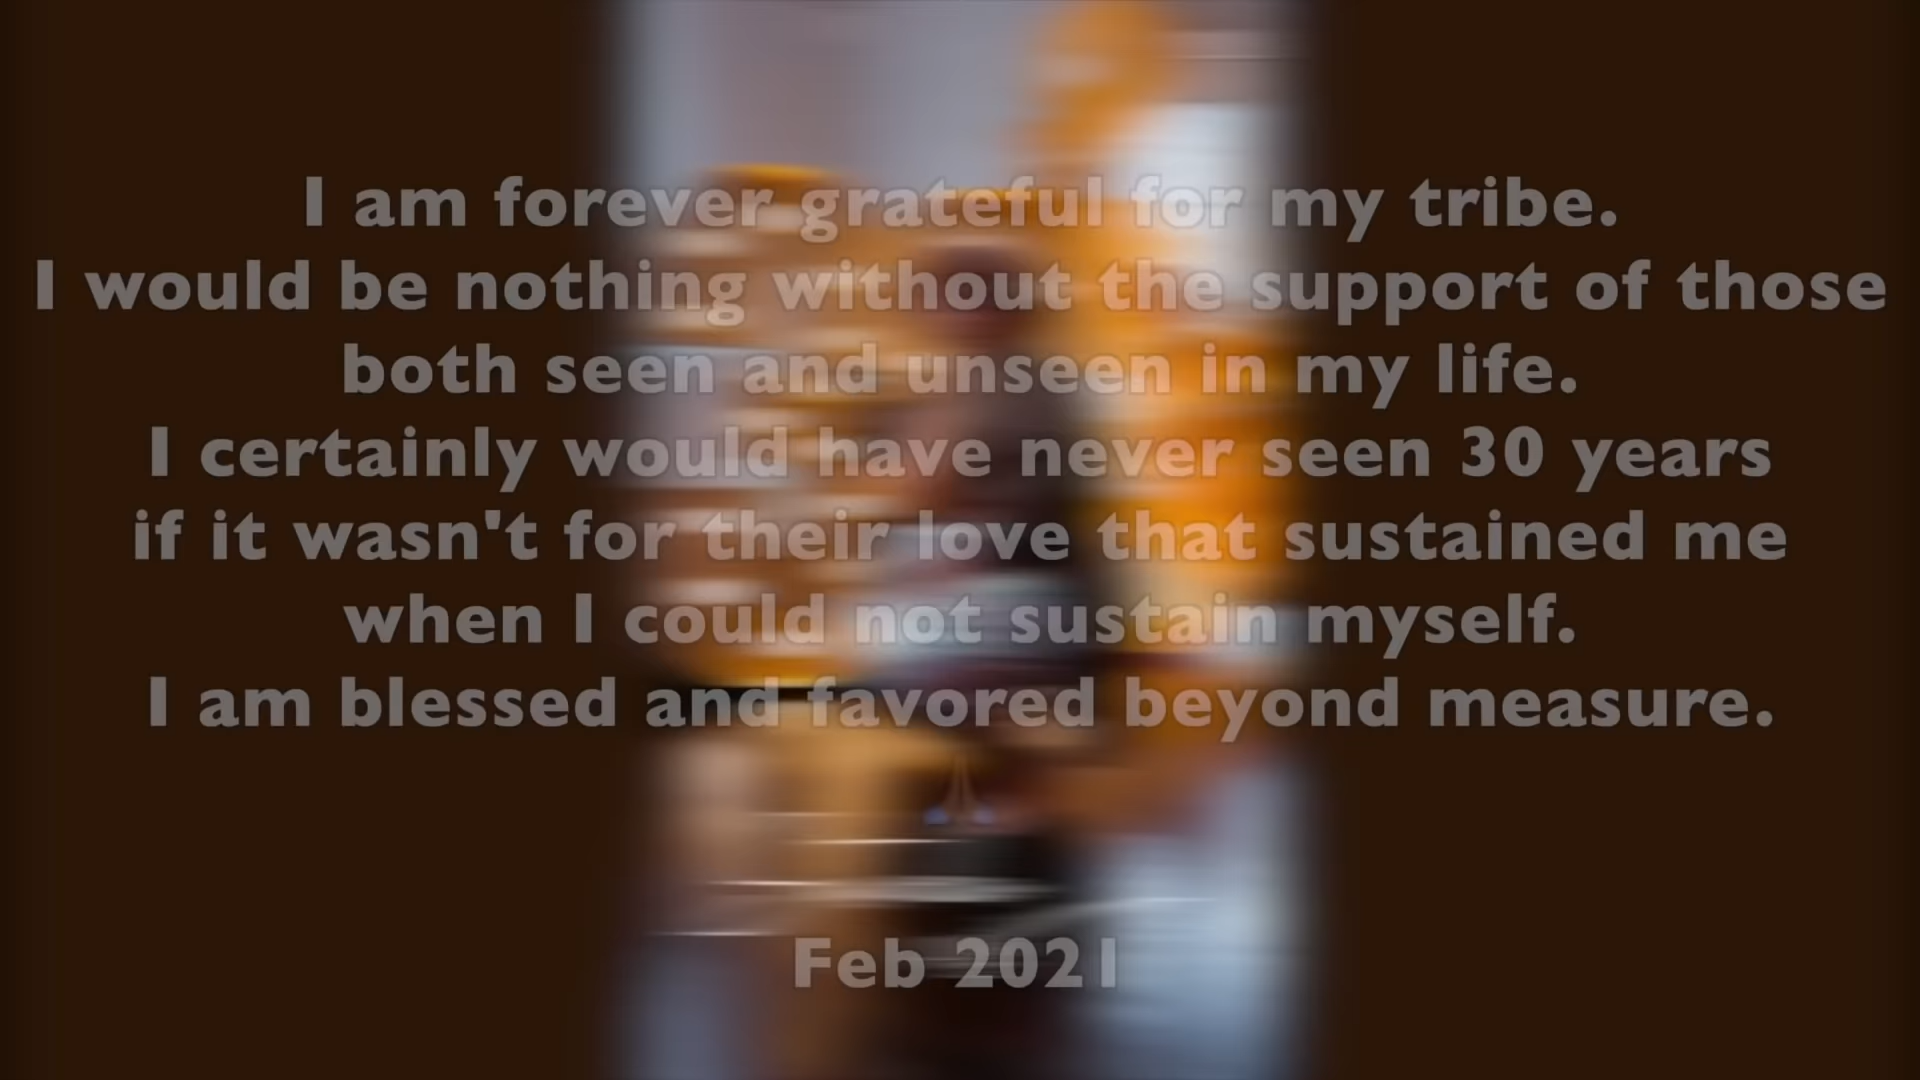 I am forever grateful for my tribe.
I would be nothing without the support of those
both seen and unseen in my life.
I certainly would have never seen 30 years
if it wasn't for their love that sustained me
when I could not sustain myself.
I am blessed and favored beyond measure.
Feb 2021